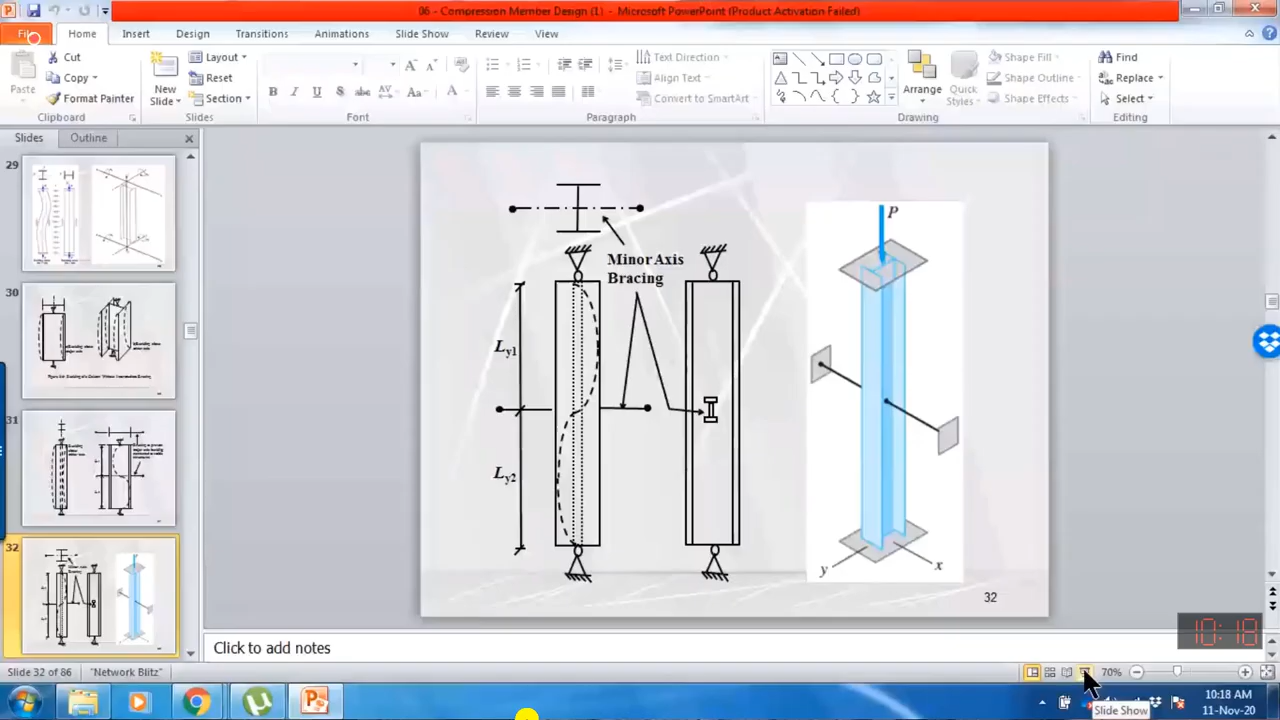 06 - Compression Member Design (1) - Microsoft PowerPoint (Product Activation Failed)
File Home Insert Design Transitions Animations Slide Show Review View
Paste
Cut
Copy
Format Painter
Clipboard
New Slide
Layout
Reset
Section
Slides
B I U S abc AV Aa A
Font
Text Direction
Align Text
Convert to SmartArt
Paragraph
Arrange
Quick Styles
Shape Fill
Shape Outline
Shape Effects
Drawing
Find
Replace
Select
Editing
Slides Outline
29
30
31
32
Minor Axis
Bracing
Ly1
Ly2
P
y
x
32
Click to add notes
10:18
Slide 32 of 86 "Network Blitz" 70%
Slide Show
10:18 AM
11-Nov-20